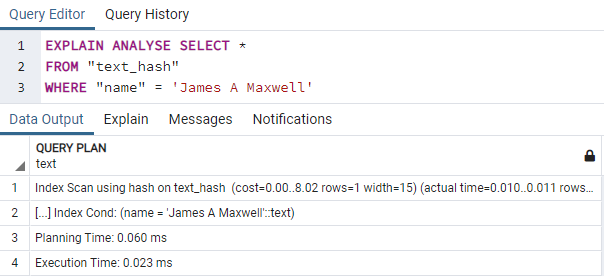 Query Editor Query History
1 EXPLAIN ANALYSE SELECT *
2 FROM "text_hash"
3 WHERE "name" = 'James A Maxwell'
Data Output Explain Messages Notifications
QUERY PLAN
text
1 Index Scan using hash on text_hash (cost=0.00..8.02 rows=1 width=15) (actual time=0.010..0.011 rows...
2 [...] Index Cond: (name = 'James A Maxwell'::text)
3 Planning Time: 0.060 ms
4 Execution Time: 0.023 ms